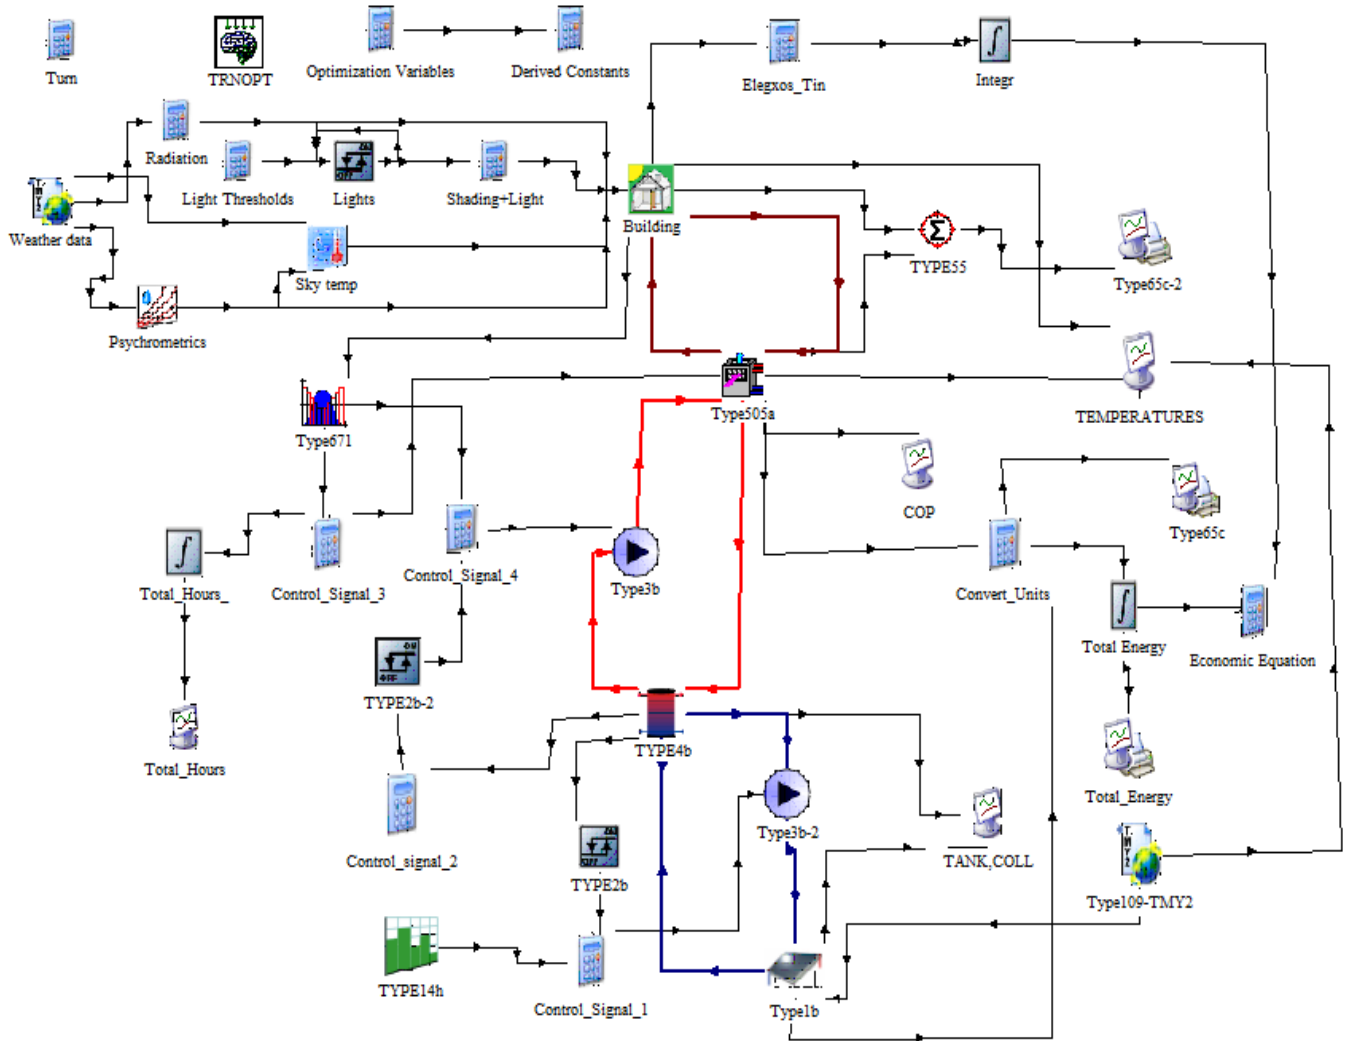 Turn
TRNOPT
Optimization Variables
Derived Constants
Elegxos_Tin
Integr
Radiation
Light Thresholds
Lights
Shading+Light
Building
Weather data
Sky temp
Psychrometrics
TYPE55
Type65c-2
TEMPERATURES
Type505a
Type671
COP
Type65c
Control_Signal_4
Total_Hours_
Control_Signal_3
Type3b
Convert_Units
Total Energy
Economic Equation
TYPE2b-2
TYPE4b
Total_Hours
Total_Energy
Control_signal_2
Type3b-2
TANK,COLL
TYPE2b
Type109-TMY2
TYPE14h
Control_Signal_1
Type1b